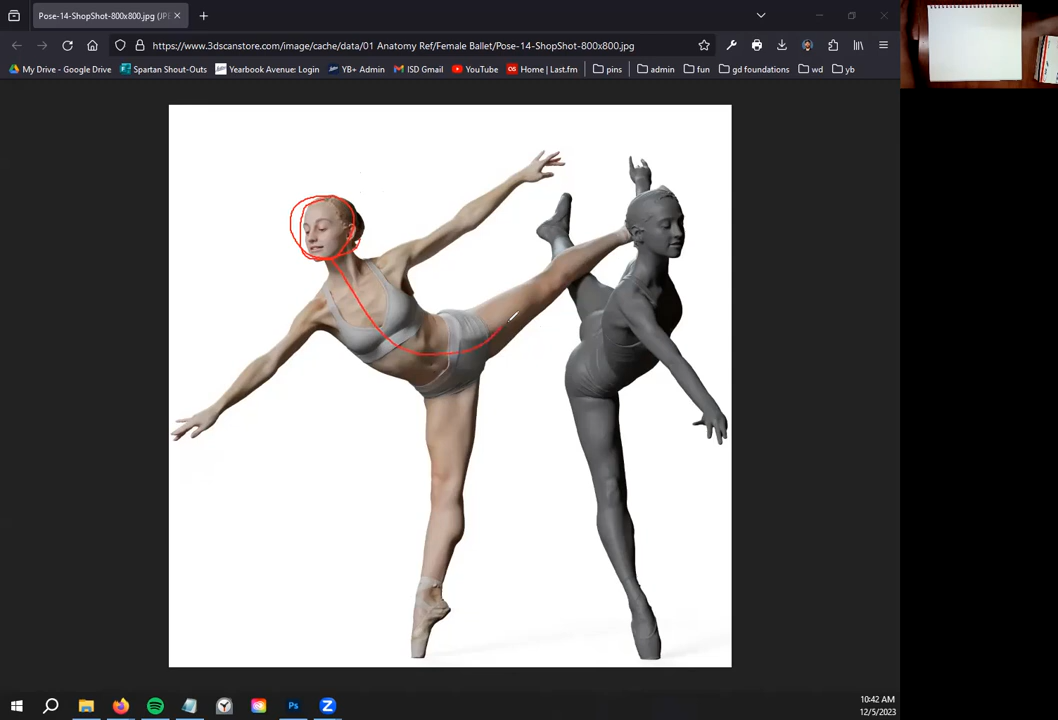 Pose-14-ShopShot-800x800.jpg (JPE
https://www.3dscanstore.com/image/cache/data/01 Anatomy Ref/Female Ballet/Pose-14-ShopShot-800x800.jpg
My Drive - Google Drive Spartan Shout-Outs Yearbook Avenue: Login YB+ Admin ISD Gmail YouTube Home | Last.fm pins admin fun gd foundations wd yb
10:42 AM
12/5/2023